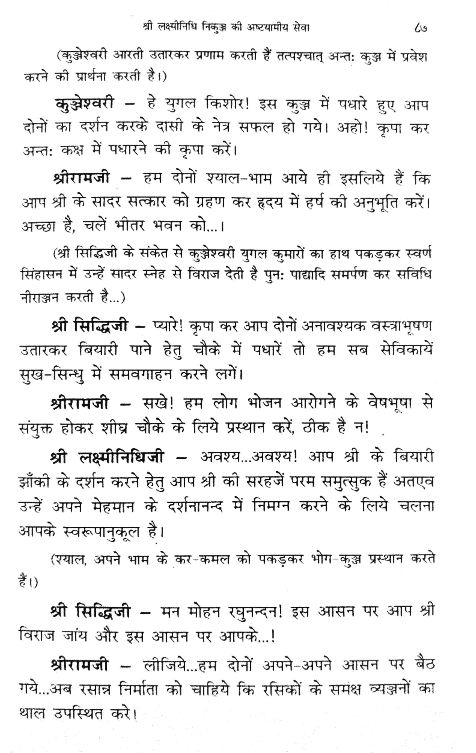 श्री लक्ष्मीनिधि निकुञ्ज की अष्टयामीय सेवा ८७
(कुञ्जेश्वरी आरती उतारकर प्रणाम करती हैं तत्पश्चात् अन्तः कुञ्ज में प्रवेश
करने की प्रार्थना करती है।)
कुञ्जेश्वरी – हे युगल किशोर! इस कुञ्ज में पधारे हुए आप
दोनों का दर्शन करके दासी के नेत्र सफल हो गये। अहो! कृपा कर
अन्तः कक्ष में पधारने की कृपा करें।
श्रीरामजी – हम दोनों श्याल-भाम आये ही इसलिये हैं कि
आप श्री के सादर सत्कार को ग्रहण कर हृदय में हर्ष की अनुभूति करें।
अच्छा है, चलें भीतर भवन को...।
(श्री सिद्धिजी के संकेत से कुञ्जेश्वरी युगल कुमारों का हाथ पकड़कर स्वर्ण
सिंहासन में उन्हें सादर स्नेह से विराज देती है पुनः पाद्यादि समर्पण कर सविधि
नीराञ्जन करती है...)
श्री सिद्धिजी – प्यारे! कृपा कर आप दोनों अनावश्यक वस्त्राभूषण
उतारकर बियारी पाने हेतु चौके में पधारें तो हम सब सेविकायें
सुख-सिन्धु में समवगाहन करने लगें।
श्रीरामजी – सखे! हम लोग भोजन आरोगने के वेषभूषा से
संयुक्त होकर शीघ्र चौके के लिये प्रस्थान करें, ठीक है न!
श्री लक्ष्मीनिधिजी – अवश्य...अवश्य! आप श्री के बियारी
झाँकी के दर्शन करने हेतु आप श्री की सरहजें परम समुत्सुक हैं अतएव
उन्हें अपने मेहमान के दर्शनानन्द में निमग्न करने के लिये चलना
आपके स्वरूपानुकूल है।
(श्याल, अपने भाम के कर-कमल को पकड़कर भोग-कुञ्ज प्रस्थान करते
हैं।)
श्री सिद्धिजी – मन मोहन रघुनन्दन! इस आसन पर आप श्री
विराज जांय और इस आसन पर आपके...!
श्रीरामजी – लीजिये...हम दोनों अपने-अपने आसन पर बैठ
गये...अब रसान्न निर्माता को चाहिये कि रसिकों के समक्ष व्यञ्जनों का
थाल उपस्थित करे।